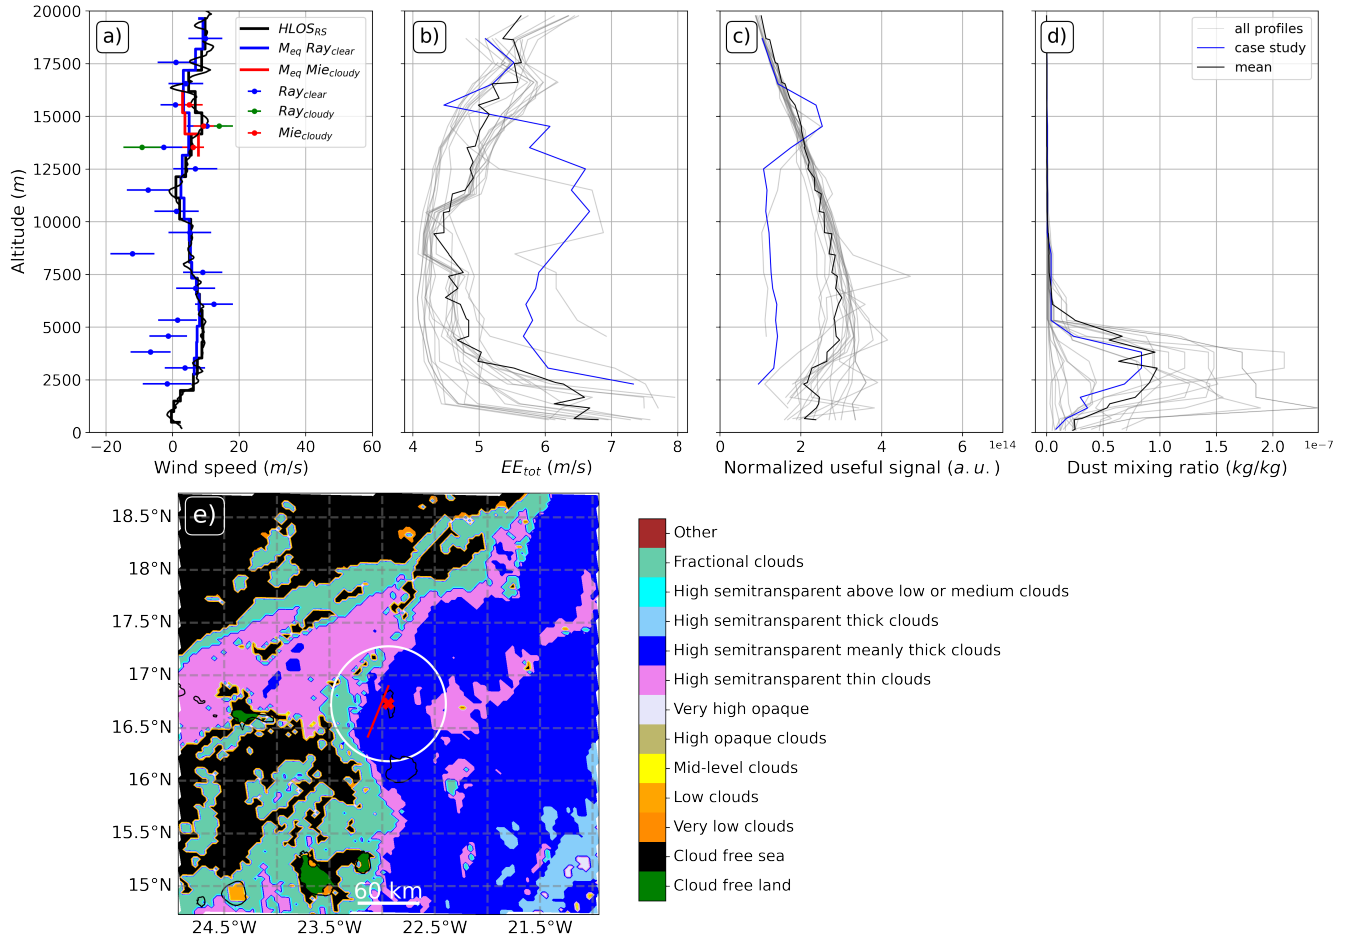 a)
HLOS_RS
M_eq Ray_clear
M_eq Mie_cloudy
Ray_clear
Ray_cloudy
Mie_cloudy
20000
17500
15000
12500
10000
7500
5000
2500
0
Altitude (m)
−20 0 20 40 60
Wind speed (m/s)
b)
4 5 6 7 8
EE_tot (m/s)
c)
0 2 4 6
1e14
Normalized useful signal (a.u.)
d)
all profiles
case study
mean
0.0 0.5 1.0 1.5 2.0
1e−7
Dust mixing ratio (kg/kg)
e)
18.5°N
18°N
17.5°N
17°N
16.5°N
16°N
15.5°N
15°N
60 km
24.5°W 23.5°W 22.5°W 21.5°W
Other
Fractional clouds
High semitransparent above low or medium clouds
High semitransparent thick clouds
High semitransparent meanly thick clouds
High semitransparent thin clouds
Very high opaque
High opaque clouds
Mid-level clouds
Low clouds
Very low clouds
Cloud free sea
Cloud free land